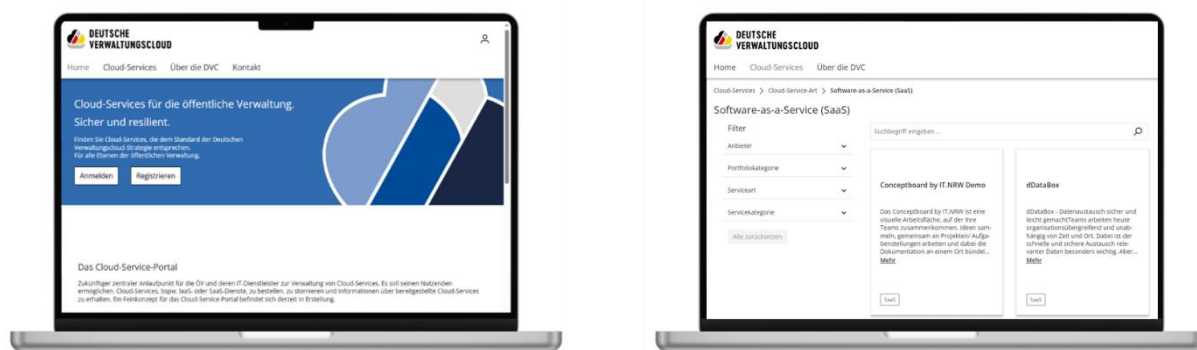 DEUTSCHE
VERWALTUNGSCLOUD
Home Cloud-Services Über die DVC Kontakt
Cloud-Services für die öffentliche Verwaltung.
Sicher und resilient.
Finden Sie Cloud-Services, die dem Standard der Deutschen
Verwaltungscloud-Strategie entsprechen.
Für alle Ebenen der öffentlichen Verwaltung.
Anmelden Registrieren
Das Cloud-Service-Portal
Zukünftiger zentraler Anlaufpunkt für die ÖV und deren IT-Dienstleister zur Verwaltung von Cloud Services. Es soll seinen Nutzenden
ermöglichen, Cloud-Services, bspw. IaaS- oder SaaS-Dienste, zu bestellen, zu stornieren und Informationen über bereitgestellte Cloud-Services
zu erhalten. Ein Feinkonzept für das Cloud-Service-Portal befindet sich derzeit in Erstellung.
DEUTSCHE
VERWALTUNGSCLOUD
Home Cloud-Services Über die DVC
Cloud-Services > Cloud-Service-Art > Software-as-a-Service (SaaS)
Software-as-a-Service (SaaS)
Filter
Anbieter
Portfoliokategorie
Serviceart
Servicekategorie
Alle zurücksetzen
Suchbegriff eingeben ...
Conceptboard by IT.NRW Demo
Das Conceptboard by IT.NRW ist eine
visuelle Arbeitsfläche, auf der Ihre
Teams zusammenkommen, Ideen sam-
meln, gemeinsam an Projekten/ Aufga-
benstellungen arbeiten und dabei die
Dokumentation an einem Ort bündel...
Mehr
SaaS
dDataBox
dDataBox - Datenaustausch sicher und
leicht gemachtTeams arbeiten heute
organisationsübergreifend und unab-
hängig von Zeit und Ort. Dabei ist der
schnelle und sichere Austausch rele-
vanter Daten besonders wichtig. Aber...
Mehr
SaaS